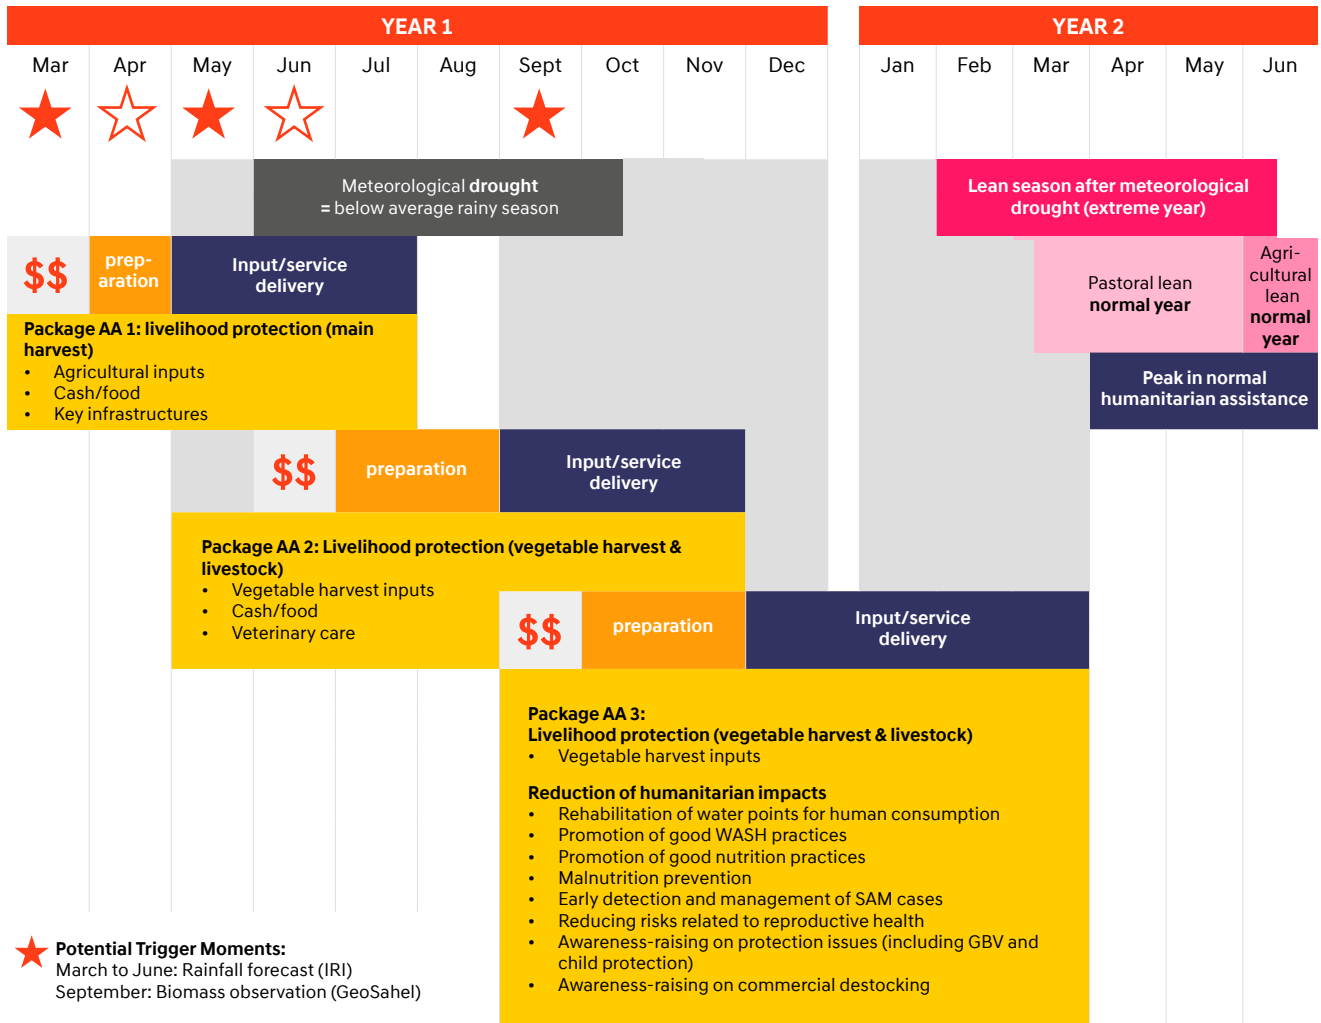 YEAR 1
YEAR 2
Mar Apr May Jun Jul Aug Sept Oct Nov Dec Jan Feb Mar Apr May Jun
Meteorological drought
= below average rainy season
Lean season after meteorological
drought (extreme year)
$$
prep-
aration
Input/service
delivery
Pastoral lean
normal year
Agri-
cultural
lean
normal
year
Package AA 1: livelihood protection (main
harvest)
• Agricultural inputs
• Cash/food
• Key infrastructures
Peak in normal
humanitarian assistance
$$
preparation
Input/service
delivery
Package AA 2: Livelihood protection (vegetable harvest &
livestock)
• Vegetable harvest inputs
• Cash/food
• Veterinary care
$$
preparation
Input/service
delivery
Package AA 3:
Livelihood protection (vegetable harvest & livestock)
• Vegetable harvest inputs
Reduction of humanitarian impacts
• Rehabilitation of water points for human consumption
• Promotion of good WASH practices
• Promotion of good nutrition practices
• Malnutrition prevention
• Early detection and management of SAM cases
• Reducing risks related to reproductive health
• Awareness-raising on protection issues (including GBV and
child protection)
• Awareness-raising on commercial destocking
Potential Trigger Moments:
March to June: Rainfall forecast (IRI)
September: Biomass observation (GeoSahel)